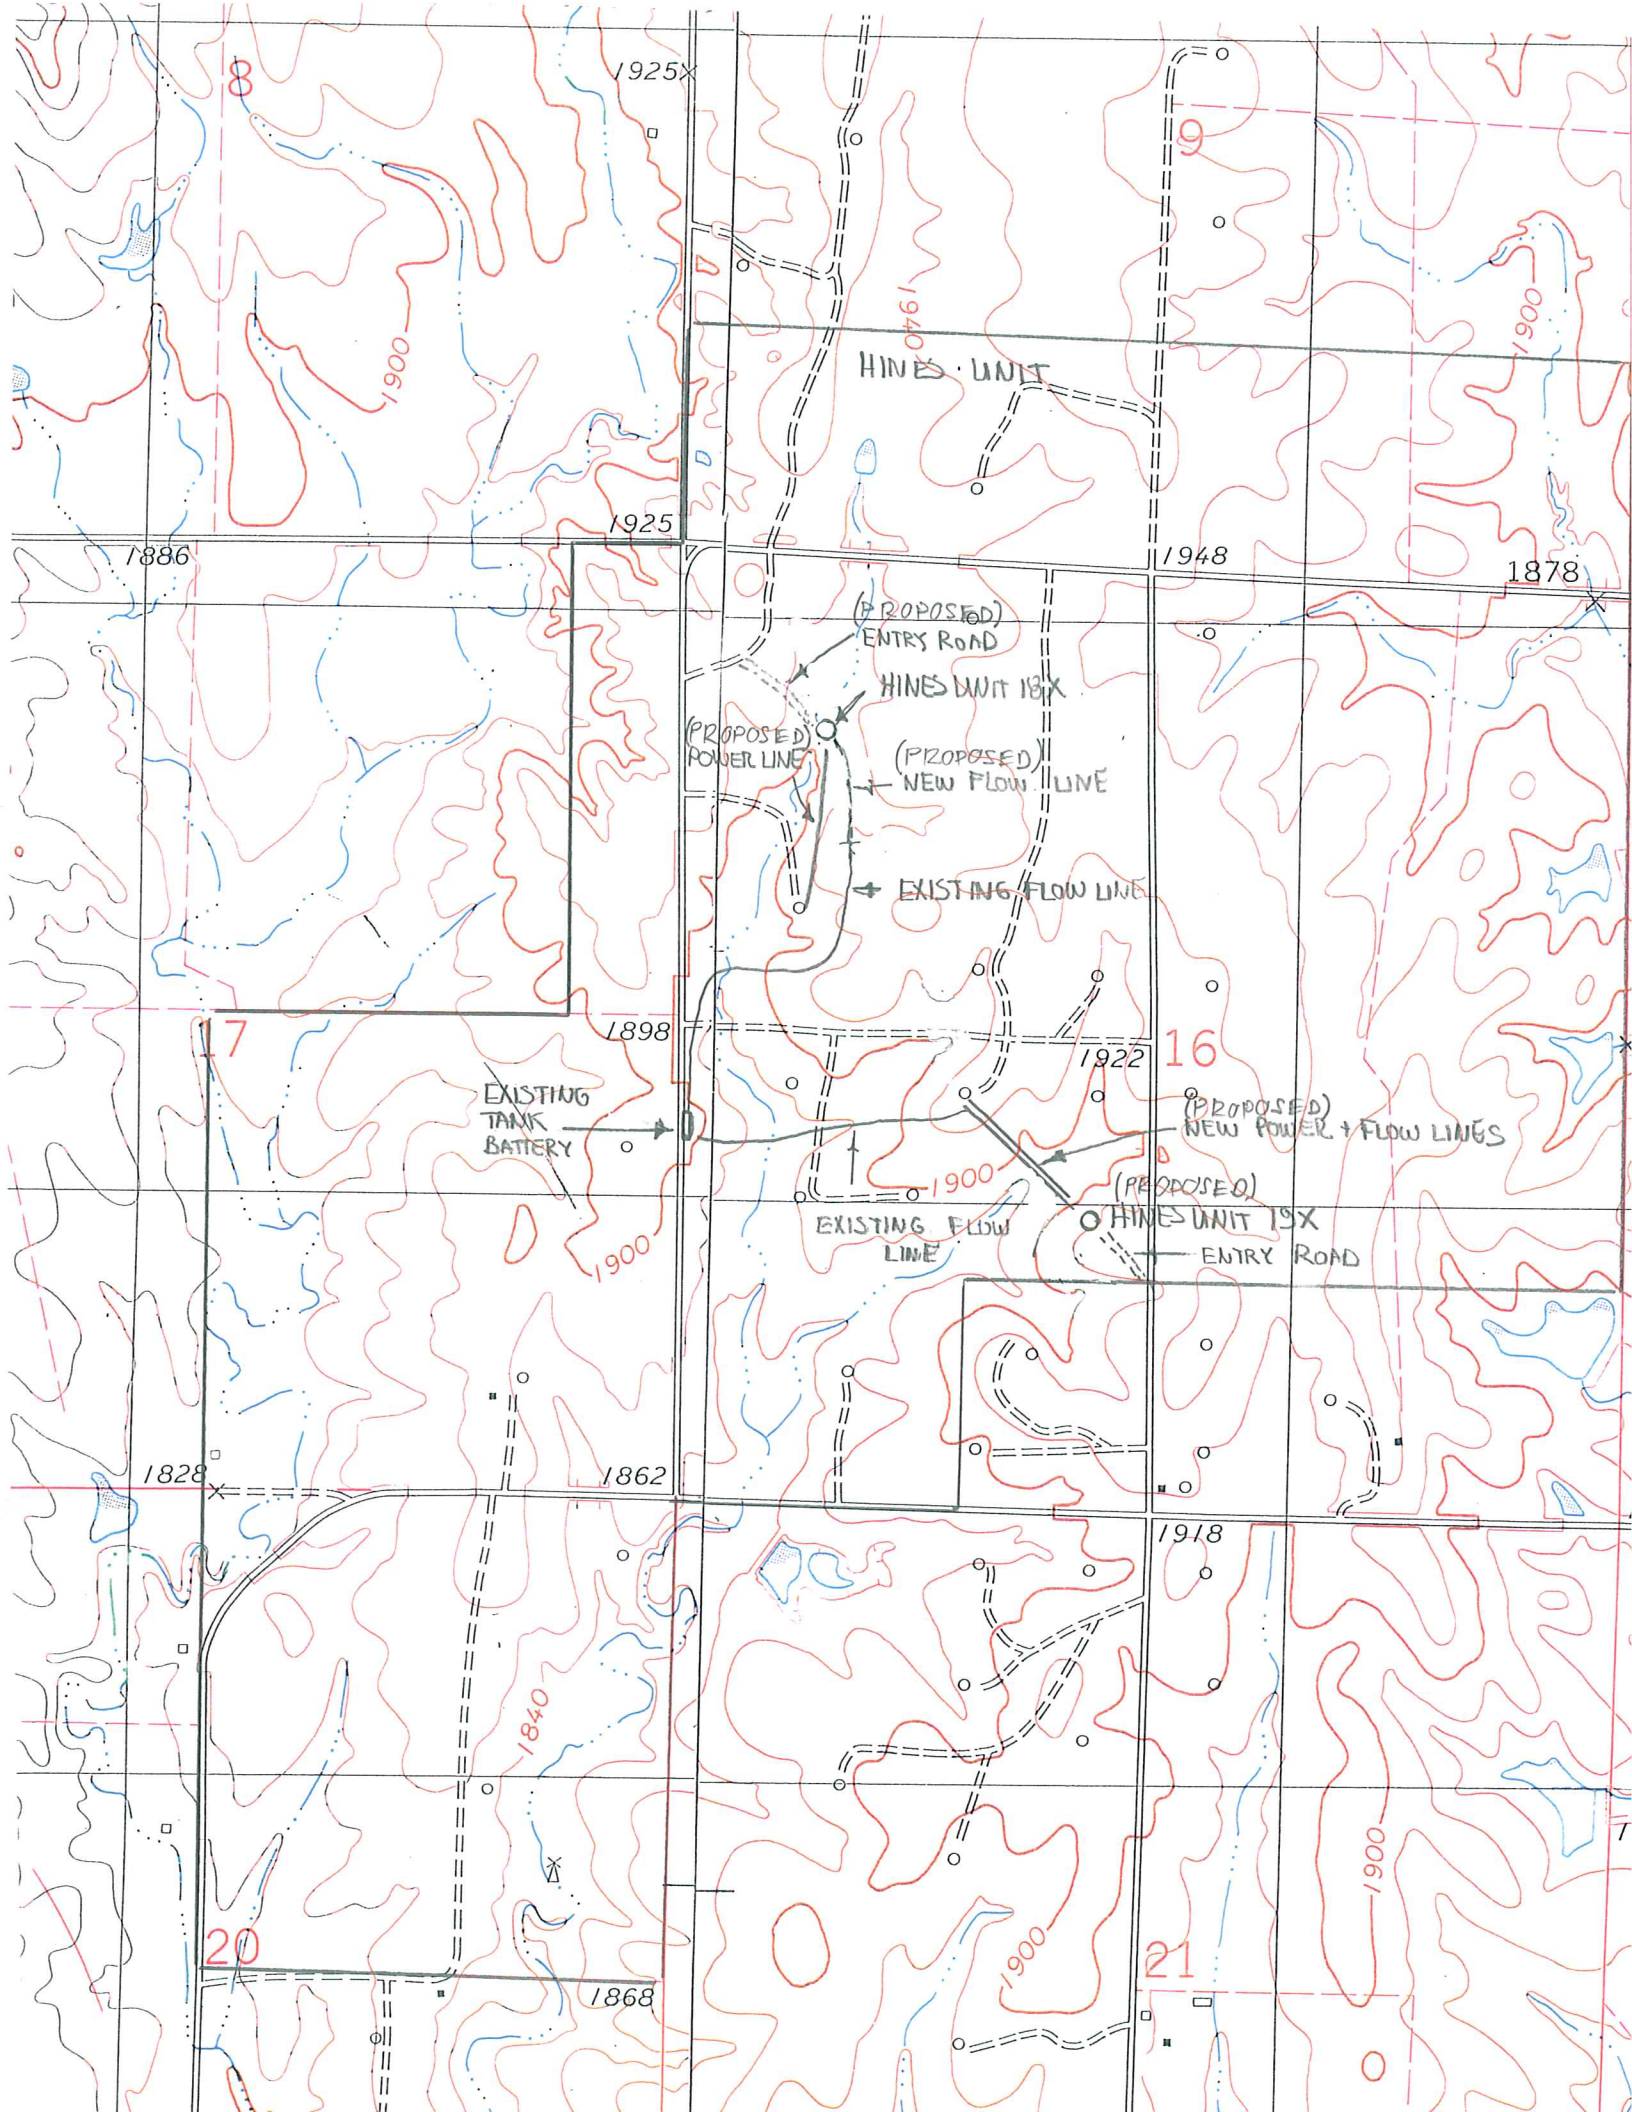 8
1925
9
1940
1900
1900
HINES UNIT
1925
1886
1948
1878
(PROPOSED)
ENTRY ROAD
HINES UNIT 18X
(PROPOSED)
POWER LINE
(PROPOSED)
NEW FLOW LINE
EXISTING FLOW LINE
17
1898
1922
16
EXISTING
TANK
BATTERY
(PROPOSED)
NEW POWER + FLOW LINES
1900
(PROPOSED)
HINES UNIT 19X
EXISTING FLOW
LINE
ENTRY ROAD
1900
1828
1862
1918
1840
1900
20
1900
21
1868